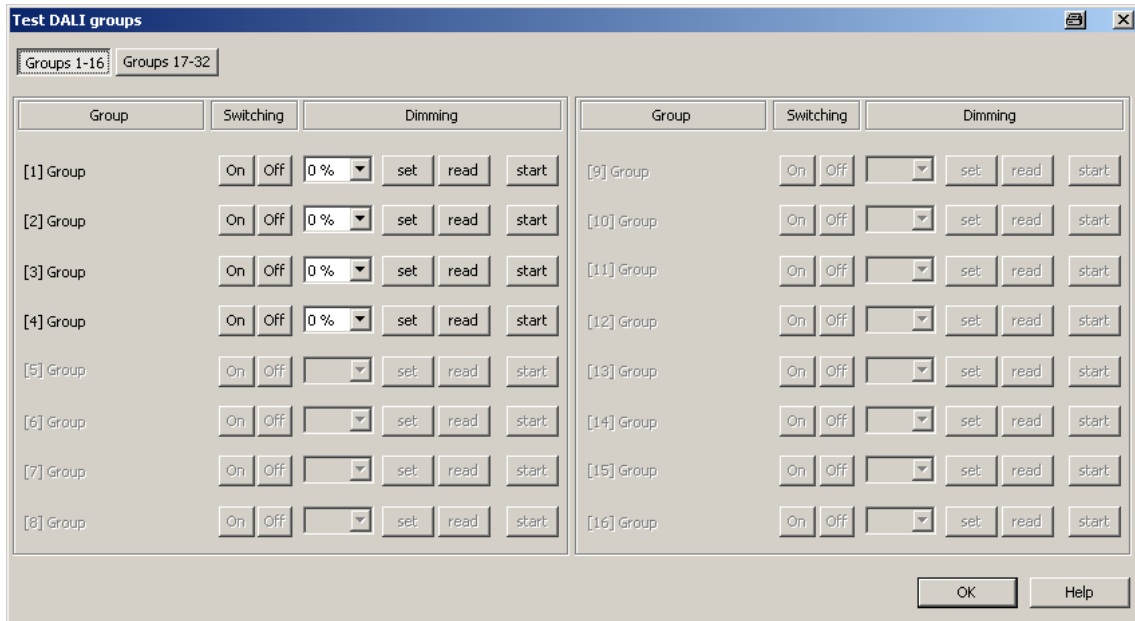 Test DALI groups
Groups 1-16 Groups 17-32
Group Switching Dimming
[1] Group On Off 0 % set read start
[2] Group On Off 0 % set read start
[3] Group On Off 0 % set read start
[4] Group On Off 0 % set read start
[5] Group On Off set read start
[6] Group On Off set read start
[7] Group On Off set read start
[8] Group On Off set read start
Group Switching Dimming
[9] Group On Off set read start
[10] Group On Off set read start
[11] Group On Off set read start
[12] Group On Off set read start
[13] Group On Off set read start
[14] Group On Off set read start
[15] Group On Off set read start
[16] Group On Off set read start
OK Help